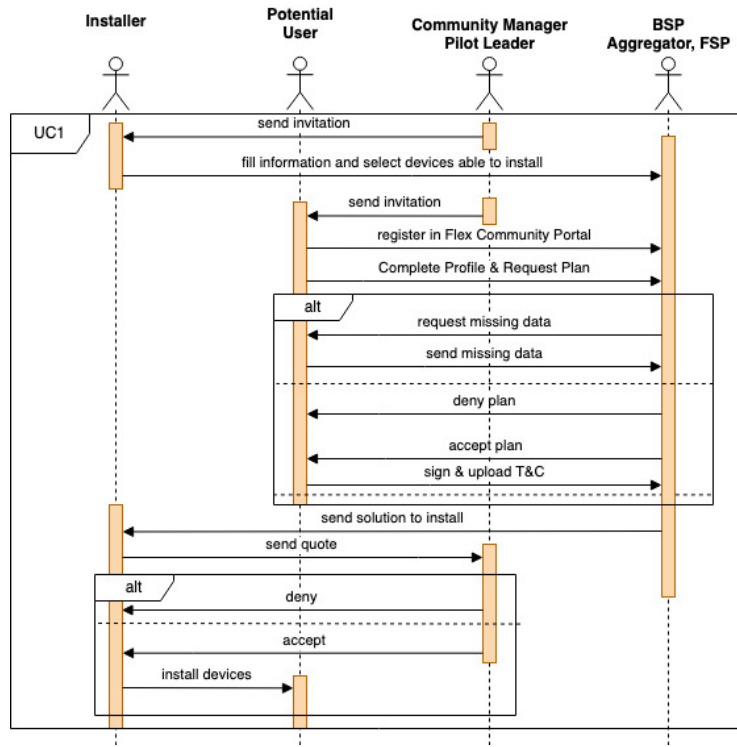 Installer
Potential
User
Community Manager
Pilot Leader
BSP
Aggregator, FSP
UC1
send invitation
fill information and select devices able to install
send invitation
register in Flex Community Portal
Complete Profile & Request Plan
alt
request missing data
send missing data
deny plan
accept plan
sign & upload T&C
send solution to install
send quote
alt
deny
accept
install devices